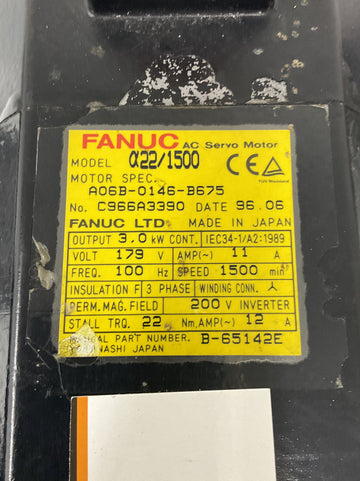 FANUC AC Servo Motor
MODEL α22/1500
MOTOR SPEC.
A06B-0146-B675
No. C966A3390 DATE 96.06
FANUC LTD MADE IN JAPAN
OUTPUT 3.0 kW CONT. IEC34-1/A2:1989
VOLT 179 V AMP(~) 11 A
FREQ. 100 Hz SPEED 1500 min⁻¹
INSULATION F 3 PHASE WINDING CONN.
PERM.MAG.FIELD 200 V INVERTER
STALL TRQ. 22 Nm,AMP(~) 12 A
PART NUMBER. B-65142E
JAPAN